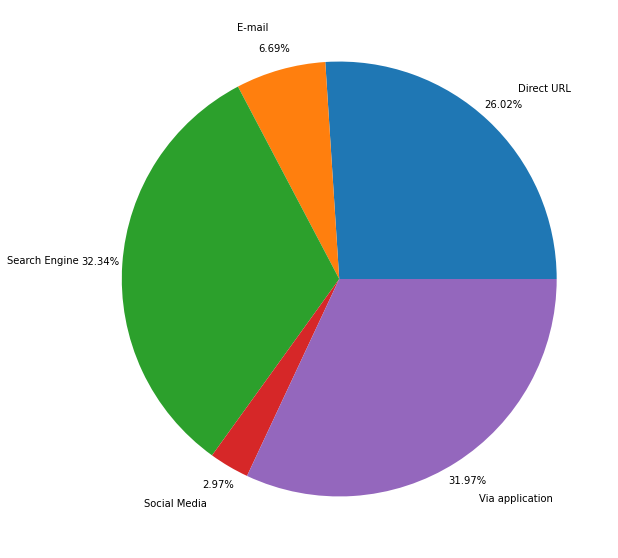 E-mail
6.69%
Direct URL
26.02%
Search Engine 32.34%
31.97%
Via application
2.97%
Social Media